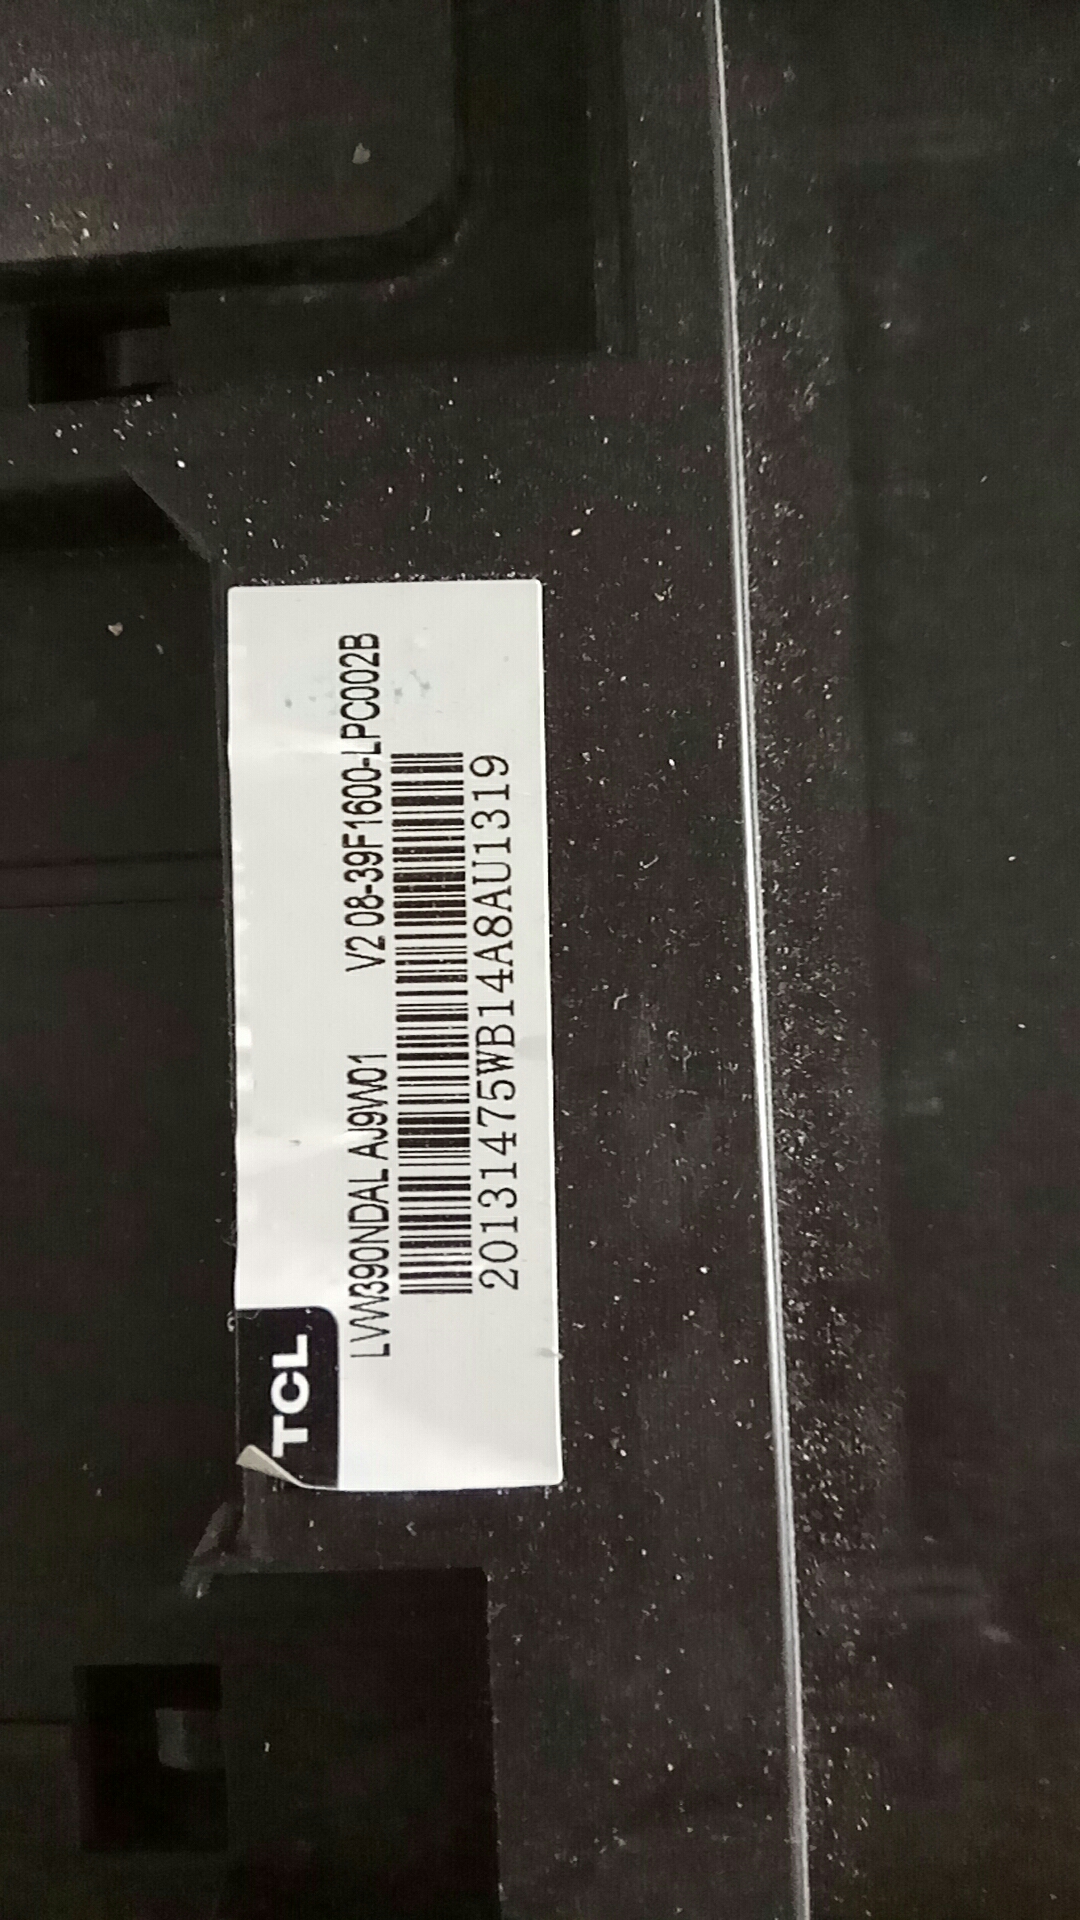 TCL
LVW390NDAL AJ9W01 V2 08-39F1600-LPC002B
20131475WB14A8AU1319